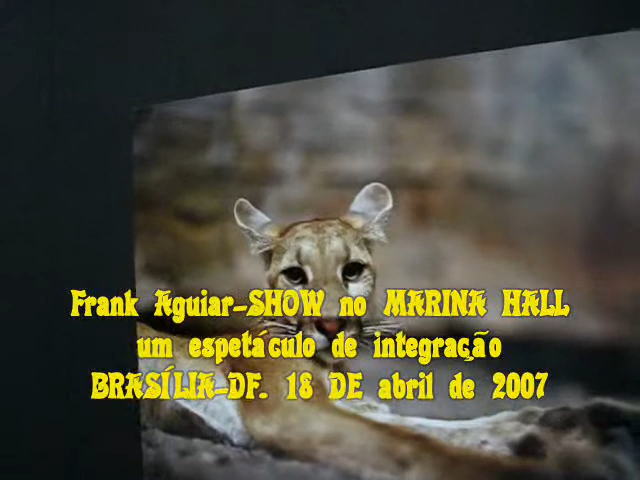 Frank Aguiar-SHOW no MARINA HALL
um espetáculo de integração
BRASÍLIA-DF. 18 DE abril de 2007